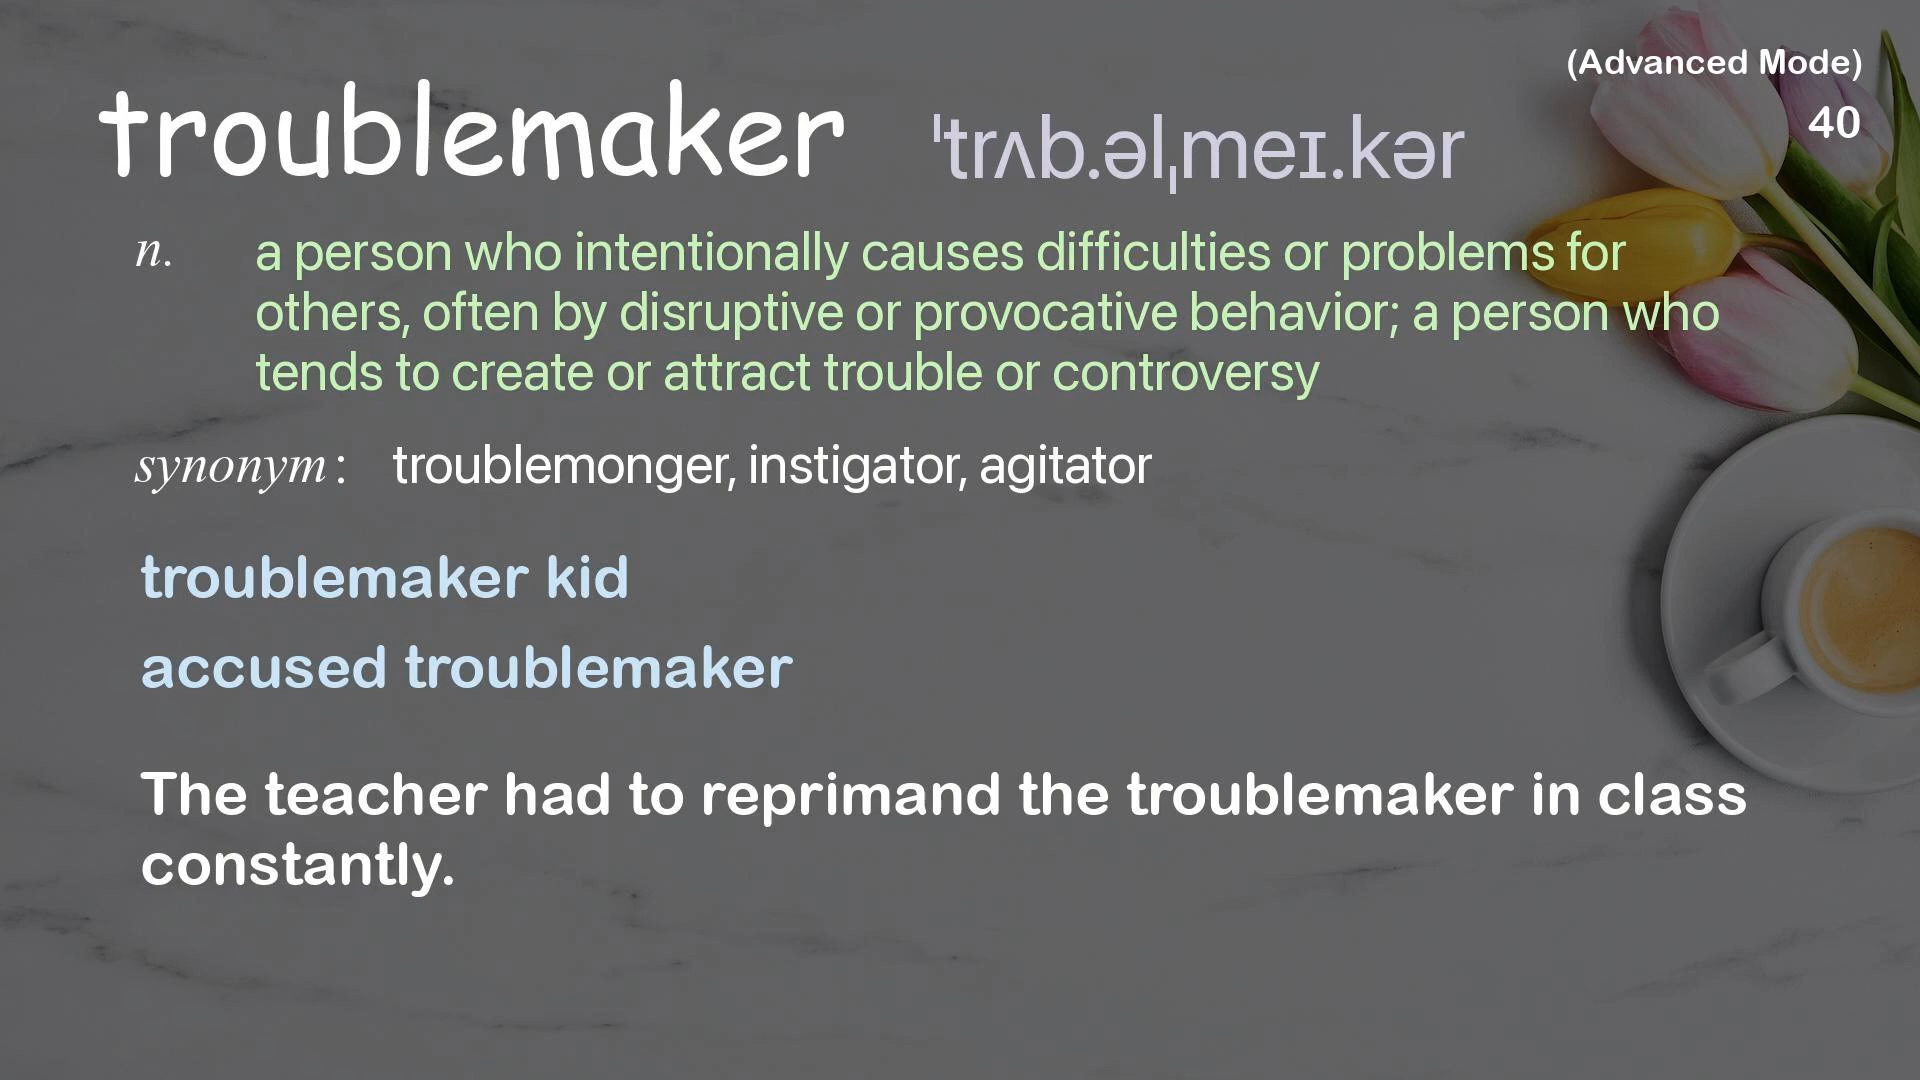 (Advanced Mode)
troublemaker ˈtrʌb.əlˌmeɪ.kər
40
n. a person who intentionally causes difficulties or problems for
others, often by disruptive or provocative behavior; a person who
tends to create or attract trouble or controversy
synonym : troublemonger, instigator, agitator
troublemaker kid
accused troublemaker
The teacher had to reprimand the troublemaker in class
constantly.